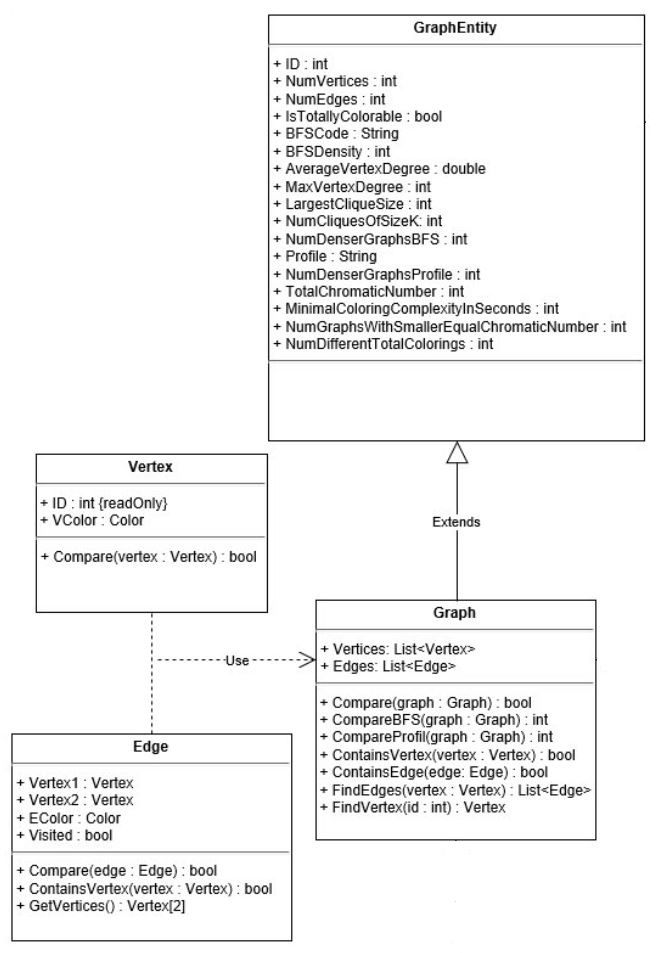 GraphEntity
+ ID : int
+ NumVertices : int
+ NumEdges : int
+ IsTotallyColorable : bool
+ BFSCode : String
+ BFSDensity : int
+ AverageVertexDegree : double
+ MaxVertexDegree : int
+ LargestCliqueSize : int
+ NumCliquesOfSizeK: int
+ NumDenserGraphsBFS : int
+ Profile : String
+ NumDenserGraphsProfile : int
+ TotalChromaticNumber : int
+ MinimalColoringComplexityInSeconds : int
+ NumGraphsWithSmallerEqualChromaticNumber : int
+ NumDifferentTotalColorings : int
Vertex
+ ID : int {readOnly}
+ VColor : Color
+ Compare(vertex : Vertex) : bool
Extends
Use
Graph
+ Vertices: List<Vertex>
+ Edges: List<Edge>
+ Compare(graph : Graph) : bool
+ CompareBFS(graph : Graph) : int
+ CompareProfil(graph : Graph) : int
+ ContainsVertex(vertex : Vertex) : bool
+ ContainsEdge(edge: Edge) : bool
+ FindEdges(vertex : Vertex) : List<Edge>
+ FindVertex(id : int) : Vertex
Edge
+ Vertex1 : Vertex
+ Vertex2 : Vertex
+ EColor : Color
+ Visited : bool
+ Compare(edge : Edge) : bool
+ ContainsVertex(vertex : Vertex) : bool
+ GetVertices() : Vertex[2]